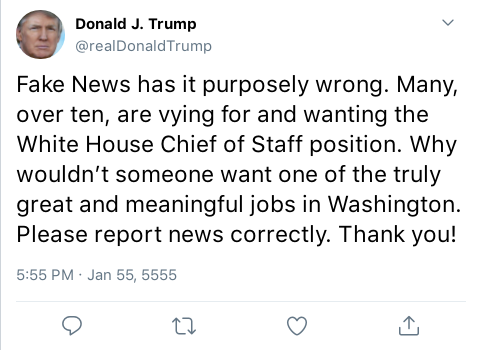 Donald J. Trump
@realDonaldTrump
Fake News has it purposely wrong. Many,
over ten, are vying for and wanting the
White House Chief of Staff position. Why
wouldn’t someone want one of the truly
great and meaningful jobs in Washington.
Please report news correctly. Thank you!
5:55 PM · Jan 55, 5555